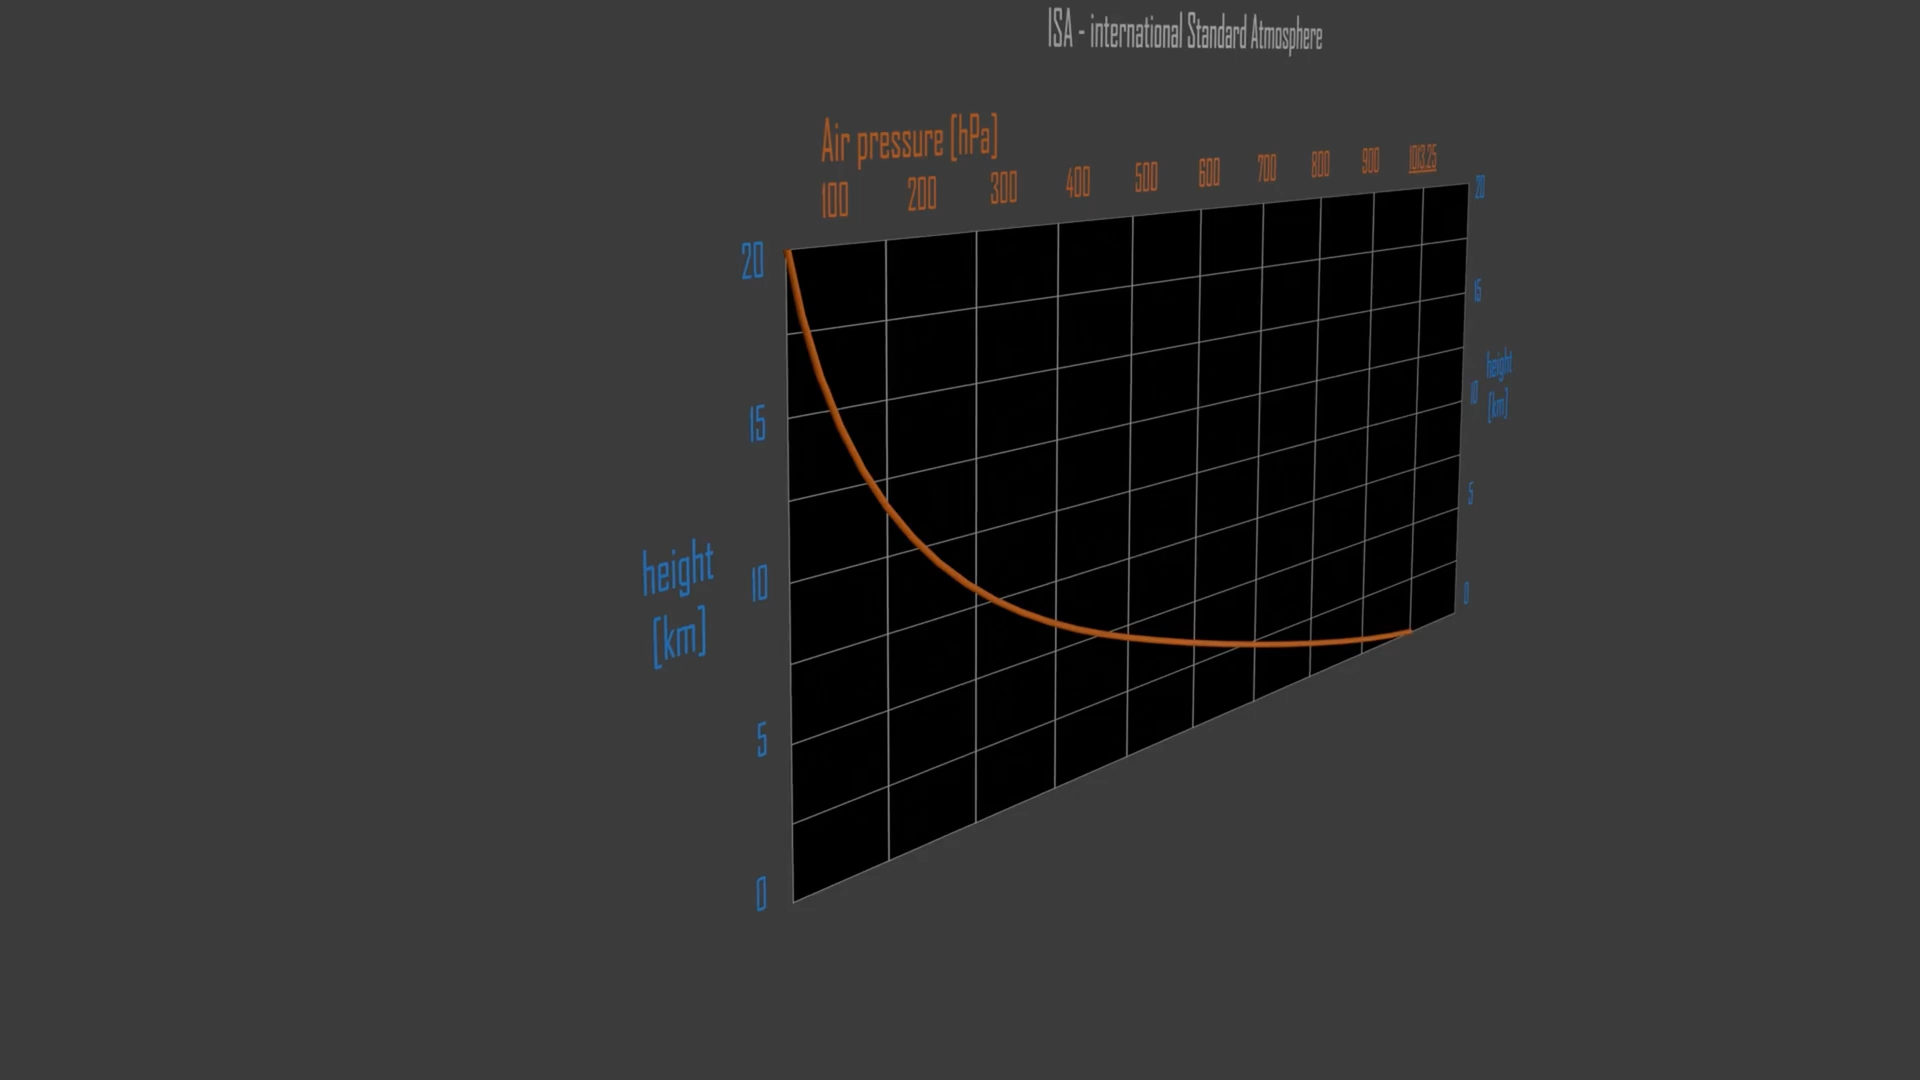 ISA - international Standard Atmosphere
Air pressure [hPa]
100 200 300 400 500 600 700 800 900 1013.25
20
15
10
5
0
height
[km]
20
15
10
5
0
height
[km]